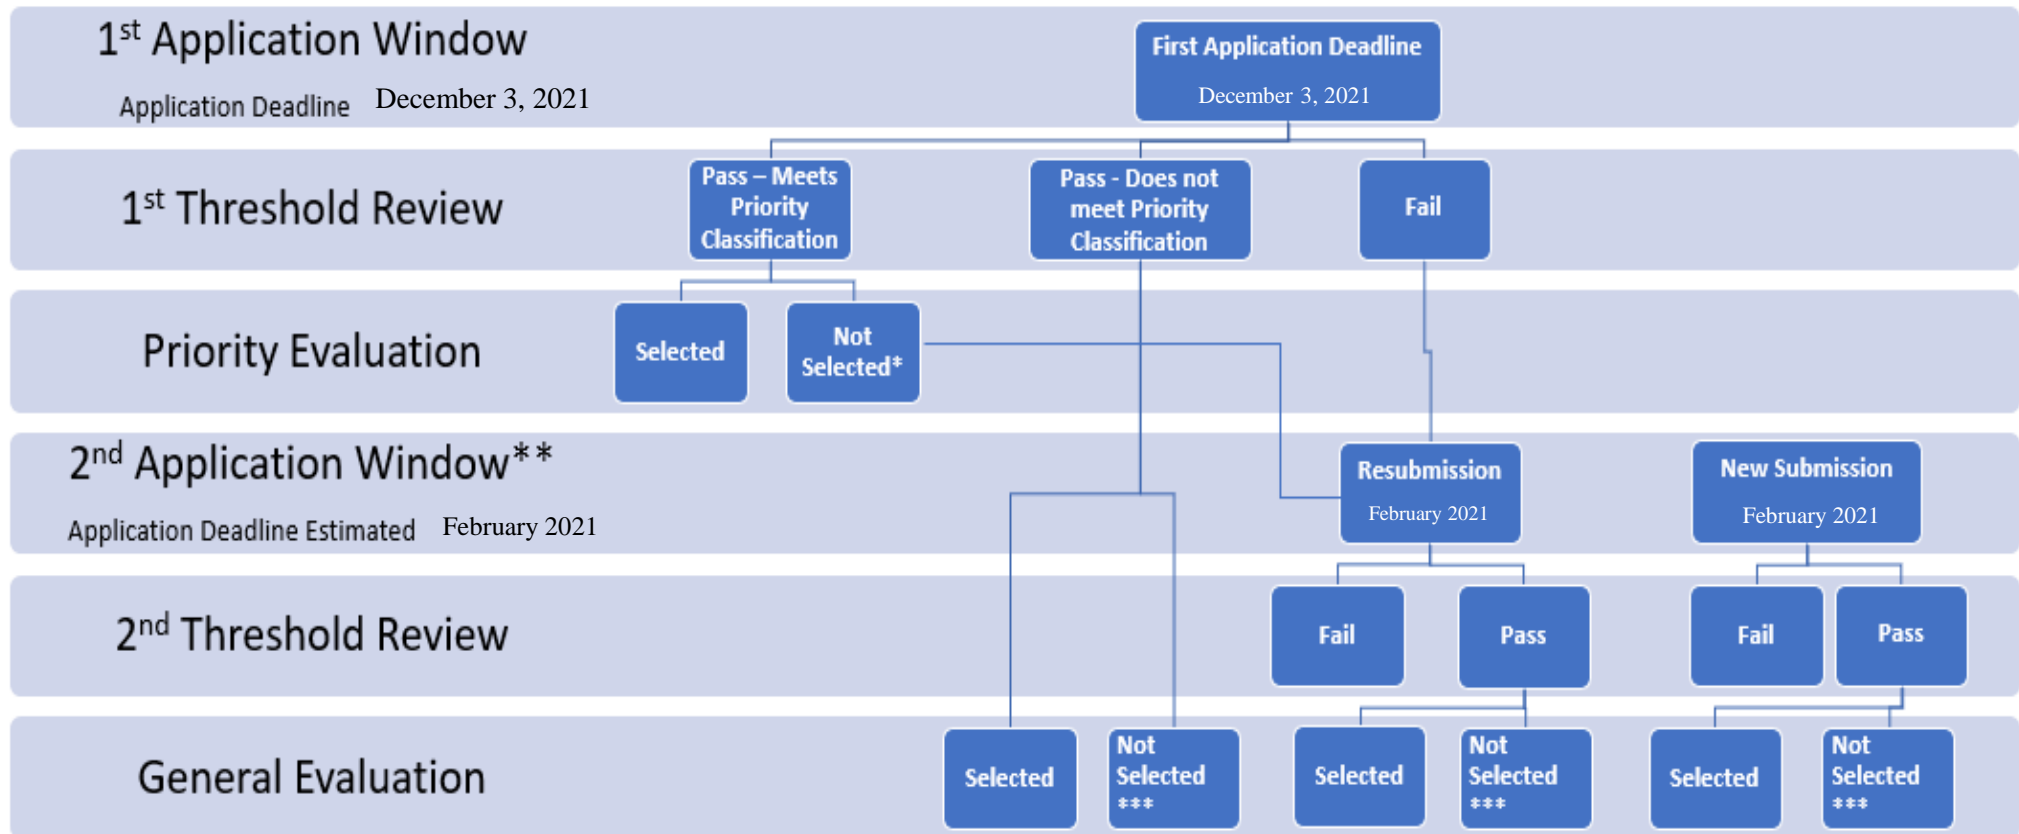 1st Application Window
Application Deadline December 3, 2021
First Application Deadline
December 3, 2021
1st Threshold Review
Pass – Meets
Priority
Classification
Pass - Does not
meet Priority
Classification
Fail
Priority Evaluation
Selected
Not
Selected*
2nd Application Window**
Application Deadline Estimated February 2021
Resubmission
February 2021
New Submission
February 2021
2nd Threshold Review
Fail
Pass
Fail
Pass
General Evaluation
Selected
Not
Selected
***
Selected
Not
Selected
***
Selected
Not
Selected
***